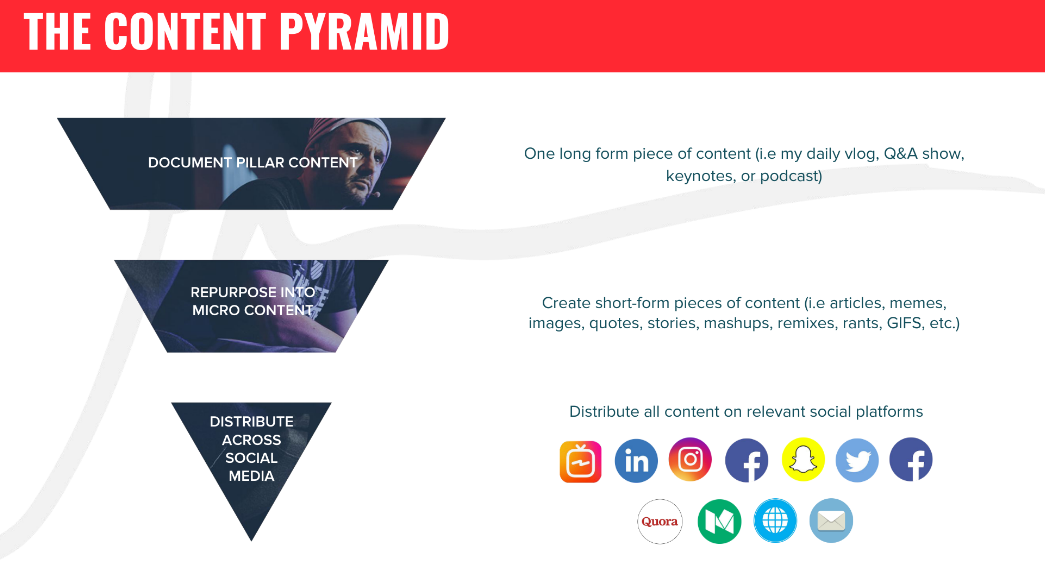 THE CONTENT PYRAMID
DOCUMENT PILLAR CONTENT
One long form piece of content (i.e my daily vlog, Q&A show,
keynotes, or podcast)
REPURPOSE INTO
MICRO CONTENT
Create short-form pieces of content (i.e articles, memes,
images, quotes, stories, mashups, remixes, rants, GIFS, etc.)
DISTRIBUTE
ACROSS
SOCIAL
MEDIA
Distribute all content on relevant social platforms
in
Quora